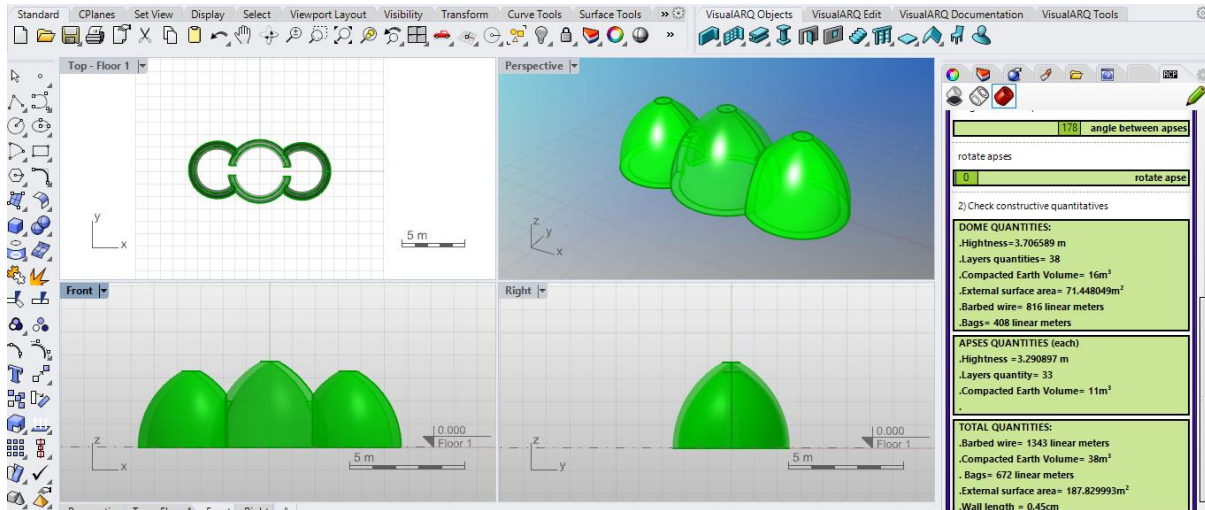 Standard CPlanes Set View Display Select Viewport Layout Visibility Transform Curve Tools Surface Tools »
VisualARQ Objects VisualARQ Edit VisualARQ Documentation VisualARQ Tools
»
Top - Floor 1
y
x
5 m
Perspective
z
y
x
Front
z
x
0.000
Floor 1
5 m
Right
z
y
0.000
Floor 1
5 m
178 angle between apses
rotate apses
0 rotate apse
2) Check constructive quantitatives
DOME QUANTITIES:
.Hightness=3.706589 m
.Layers quantities= 38
.Compacted Earth Volume= 16m³
.External surface area= 71.448049m²
.Barbed wire= 816 linear meters
.Bags= 408 linear meters
APSES QUANTITIES (each)
.Hightness =3.290897 m
.Layers quantity= 33
.Compacted Earth Volume= 11m³
.
TOTAL QUANTITIES:
.Barbed wire= 1343 linear meters
.Compacted Earth Volume= 38m³
. Bags= 672 linear meters
.External surface area= 187.829993m²
.Wall length = 0.45cm